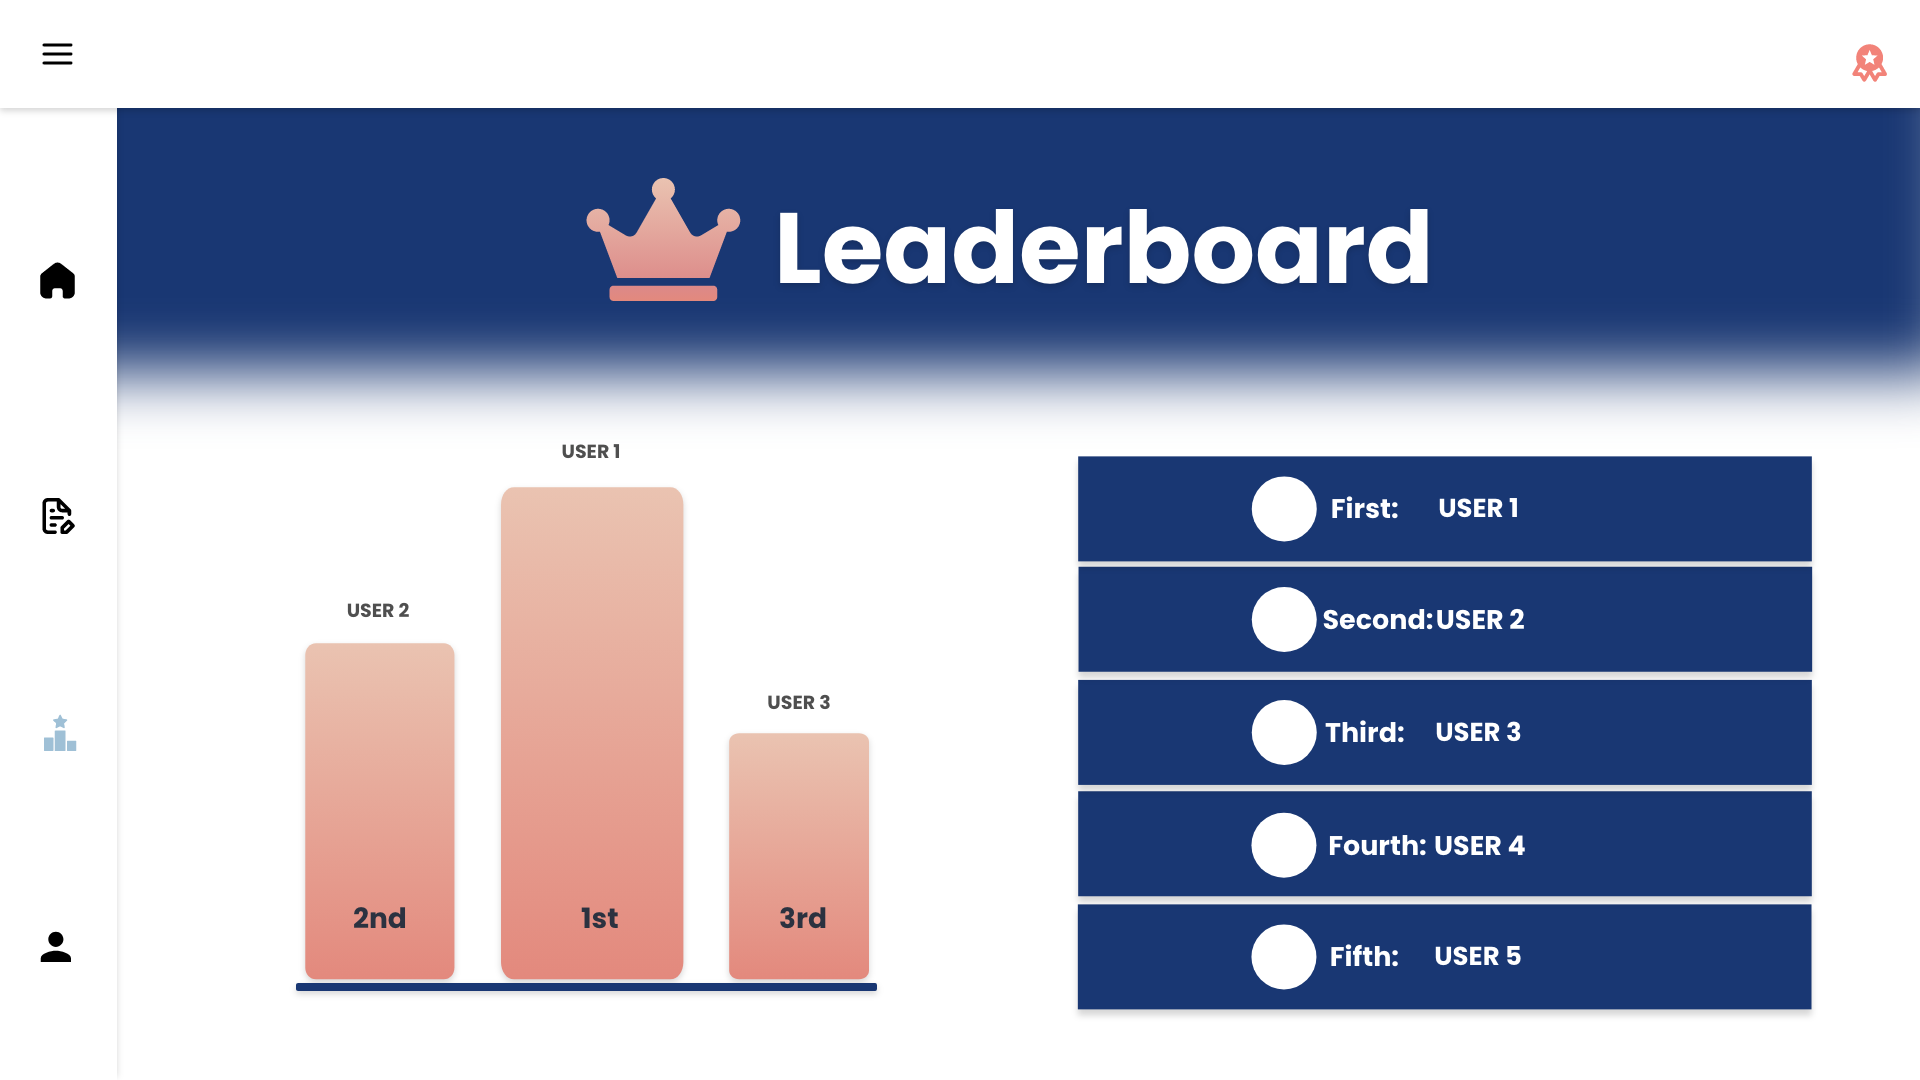 Leaderboard
USER 1
USER 2
USER 3
2nd
1st
3rd
First: USER 1
Second: USER 2
Third: USER 3
Fourth: USER 4
Fifth: USER 5